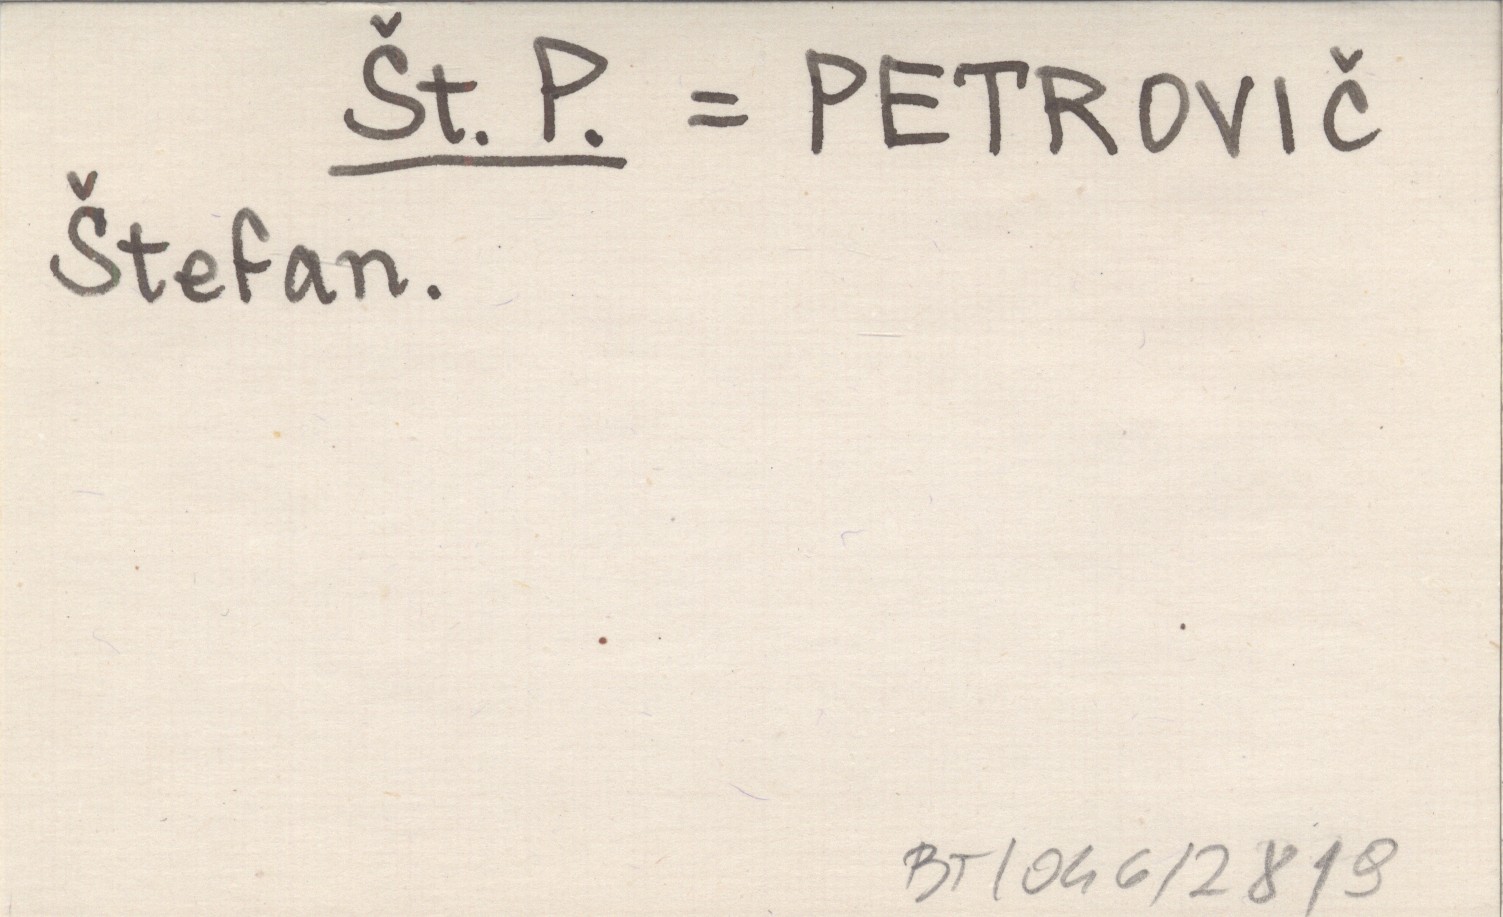 Št. P. = PETROVIČ
Štefan.
BT/046/2819